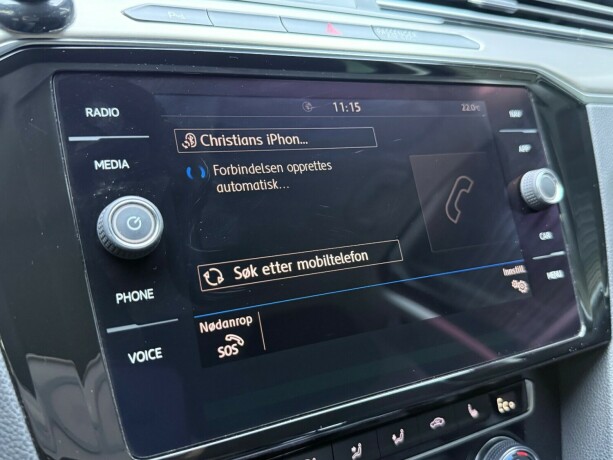 RADIO
MEDIA
PHONE
VOICE
11:15
22.0°C
Christians iPhon...
Forbindelsen opprettes
automatisk...
Søk etter mobiltelefon
Innstill.
Nødanrop
SOS
APP
CAR
MENU